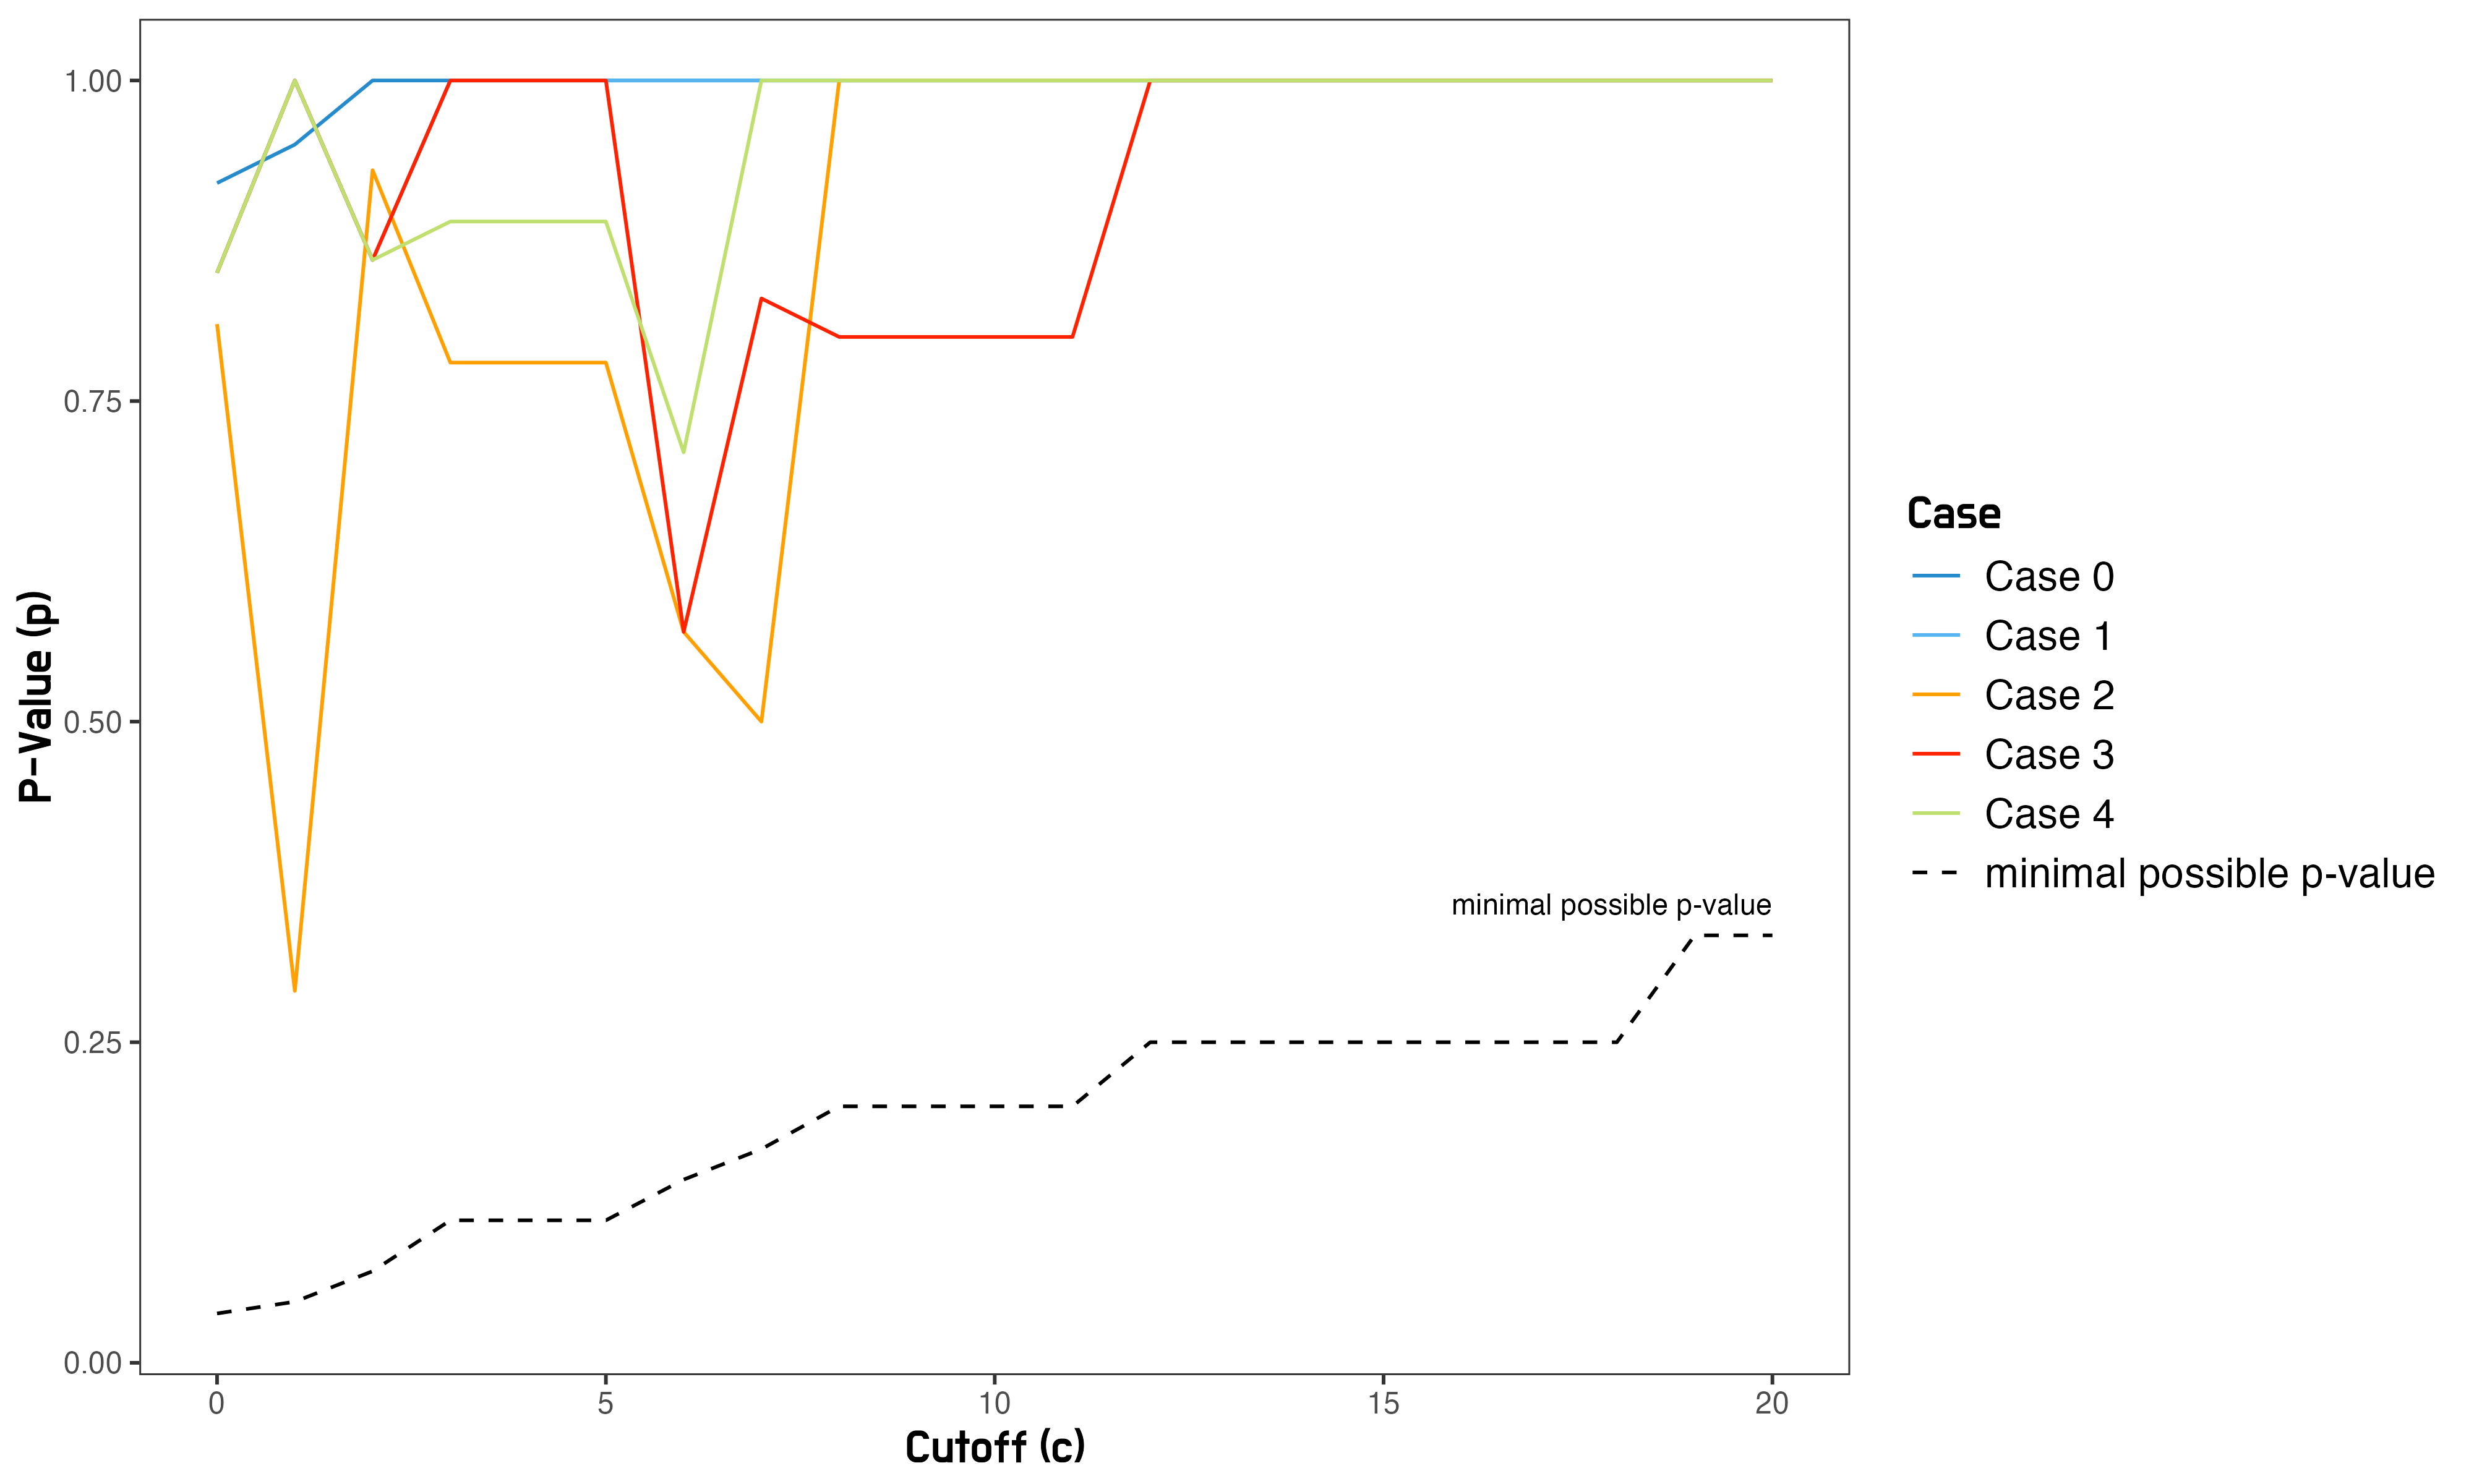 1.00
0.75
0.50
0.25
0.00
P-Value (p)
minimal possible p-value
0 5 10 15 20
Cutoff (c)
Case
Case 0
Case 1
Case 2
Case 3
Case 4
minimal possible p-value